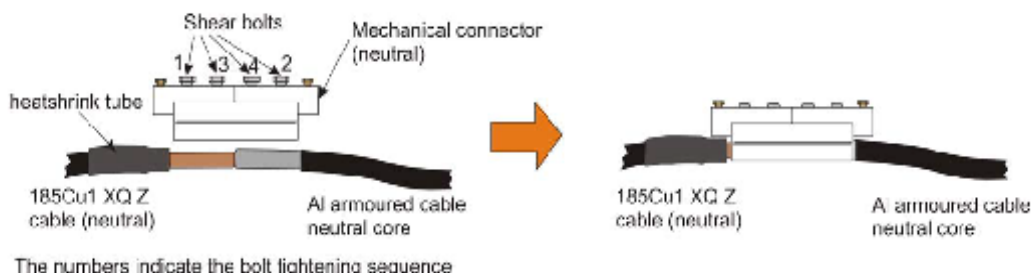 Shear bolts
Mechanical connector
(neutral)
1 3 4 2
heetshrink tube
185Cu1 XQ Z
cable (neutral)
Al armoured cable
neutral core
185Cu1 XQ Z
cable (neutral)
Al armoured cable
neutral core
The numbers indicate the bolt tightening sequence